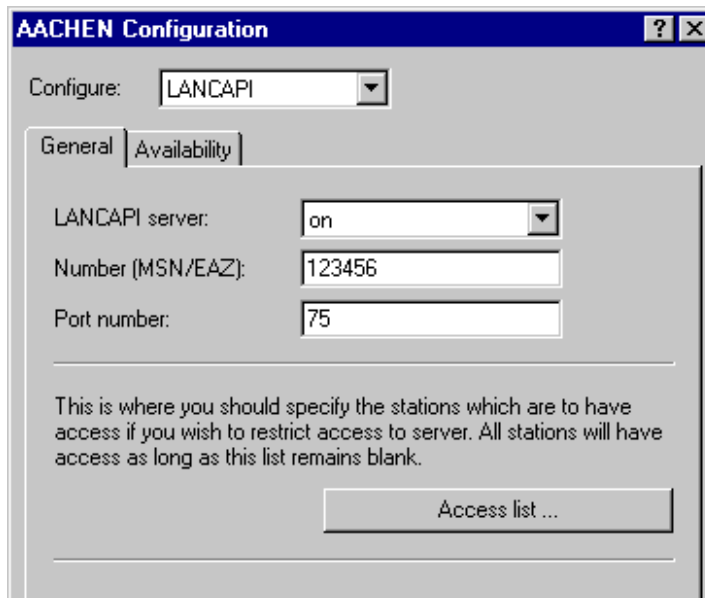 AACHEN Configuration ? X
Configure: LANCAPI
General Availability
LANCAPI server: on
Number (MSN/EAZ): 123456
Port number: 75
This is where you should specify the stations which are to have
access if you wish to restrict access to server. All stations will have
access as long as this list remains blank.
Access list ...